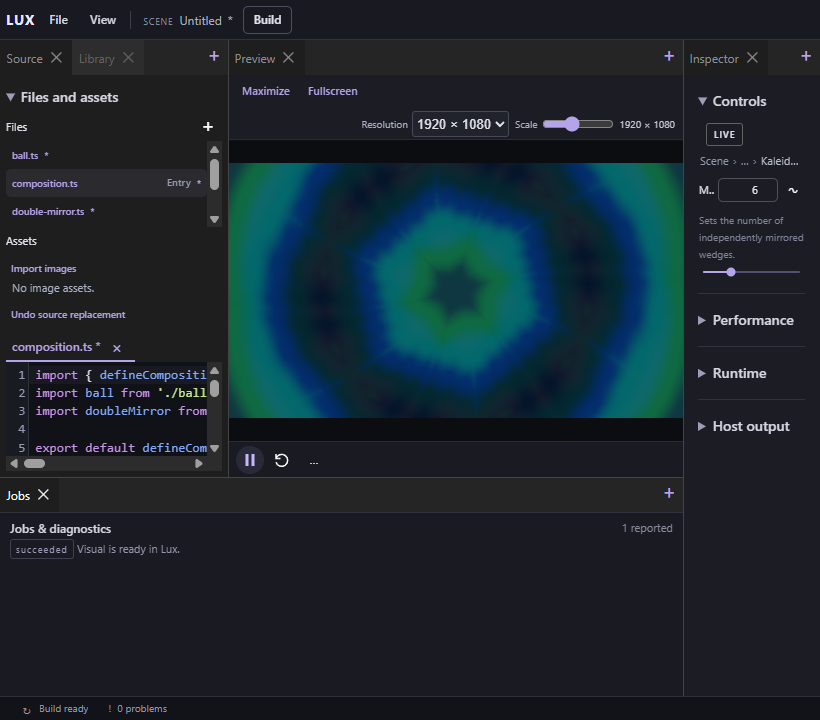 LUX File View SCENE Untitled * Build
Source Library + Preview + Inspector +
Files and assets
Files +
ball.ts *
composition.ts Entry *
double-mirror.ts *
Assets
Import images
No image assets.
Undo source replacement
composition.ts *
1 import { defineCompositi
2 import ball from './ball
3 import doubleMirror from
4
5 export default defineCom
Maximize Fullscreen
Resolution 1920 × 1080 Scale 1920 × 1080
...
Controls
LIVE
Scene › ... › Kaleid...
M.. 6
Sets the number of
independently mirrored
wedges.
Performance
Runtime
Host output
Jobs +
Jobs & diagnostics 1 reported
succeeded Visual is ready in Lux.
Build ready ! 0 problems